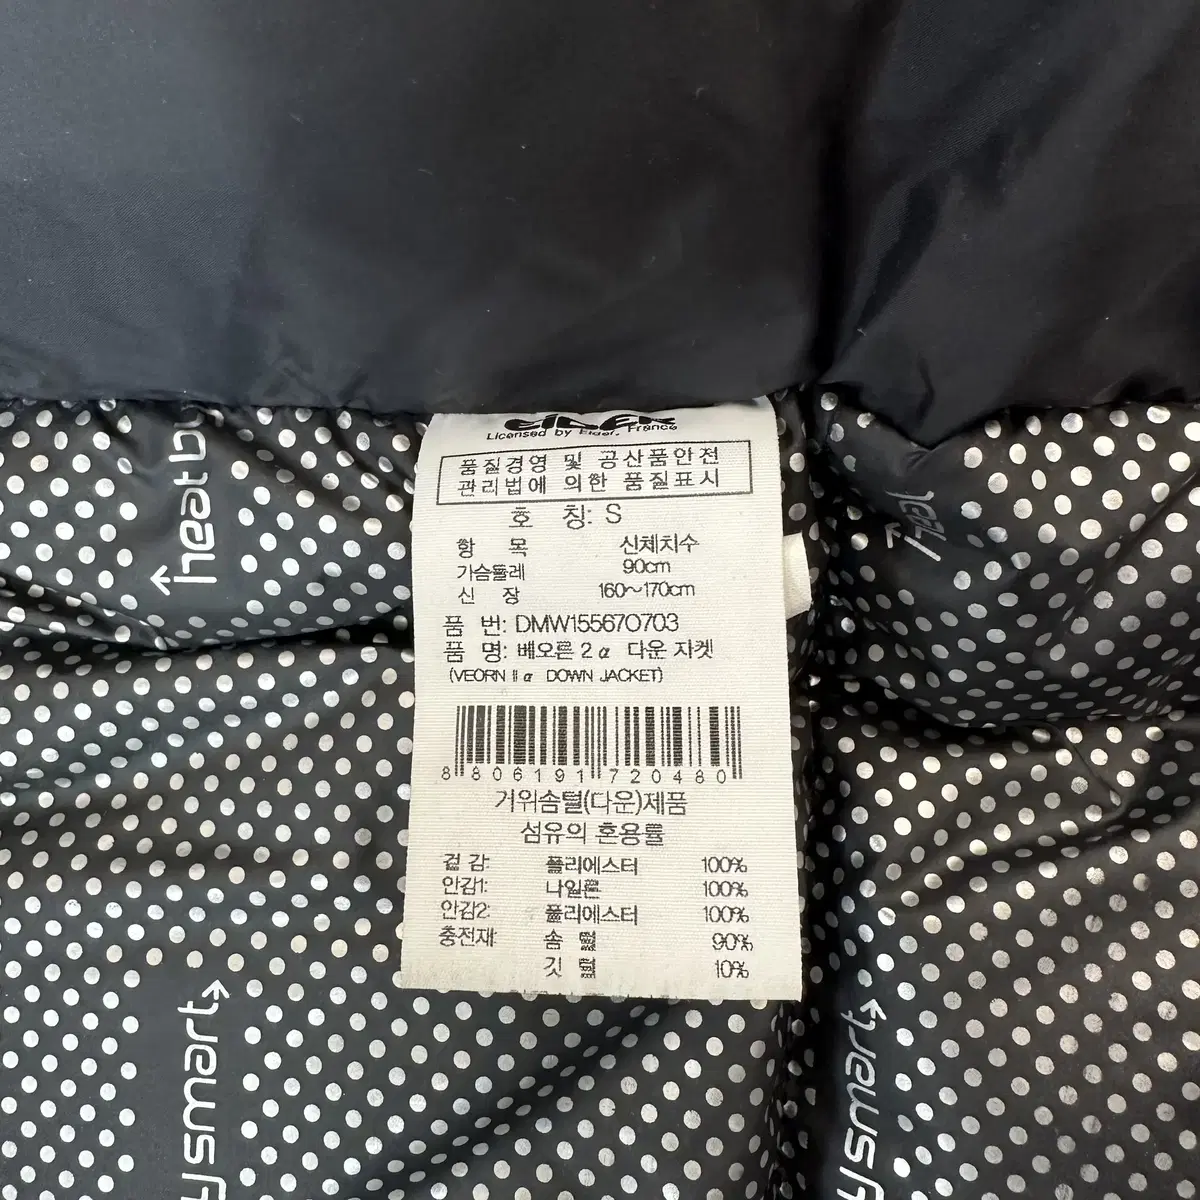 Eider
Licensed by Eider, France
품질경영 및 공산품안전
관리법에 의한 품질표시
호 칭: S
항 목 신체치수
가슴둘레 90cm
신 장 160~170cm
품 번: DMW15567O703
품 명: 베오른 2α 다운 자켓
(VEORN II α DOWN JACKET)
8 806191 720480
거위솜털(다운)제품
섬유의 혼용률
겉 감: 폴리에스터 100%
안감1: 나일론 100%
안감2: 폴리에스터 100%
충전재: 솜 털 90%
깃 털 10%
heat by
heat
y smart
y smart